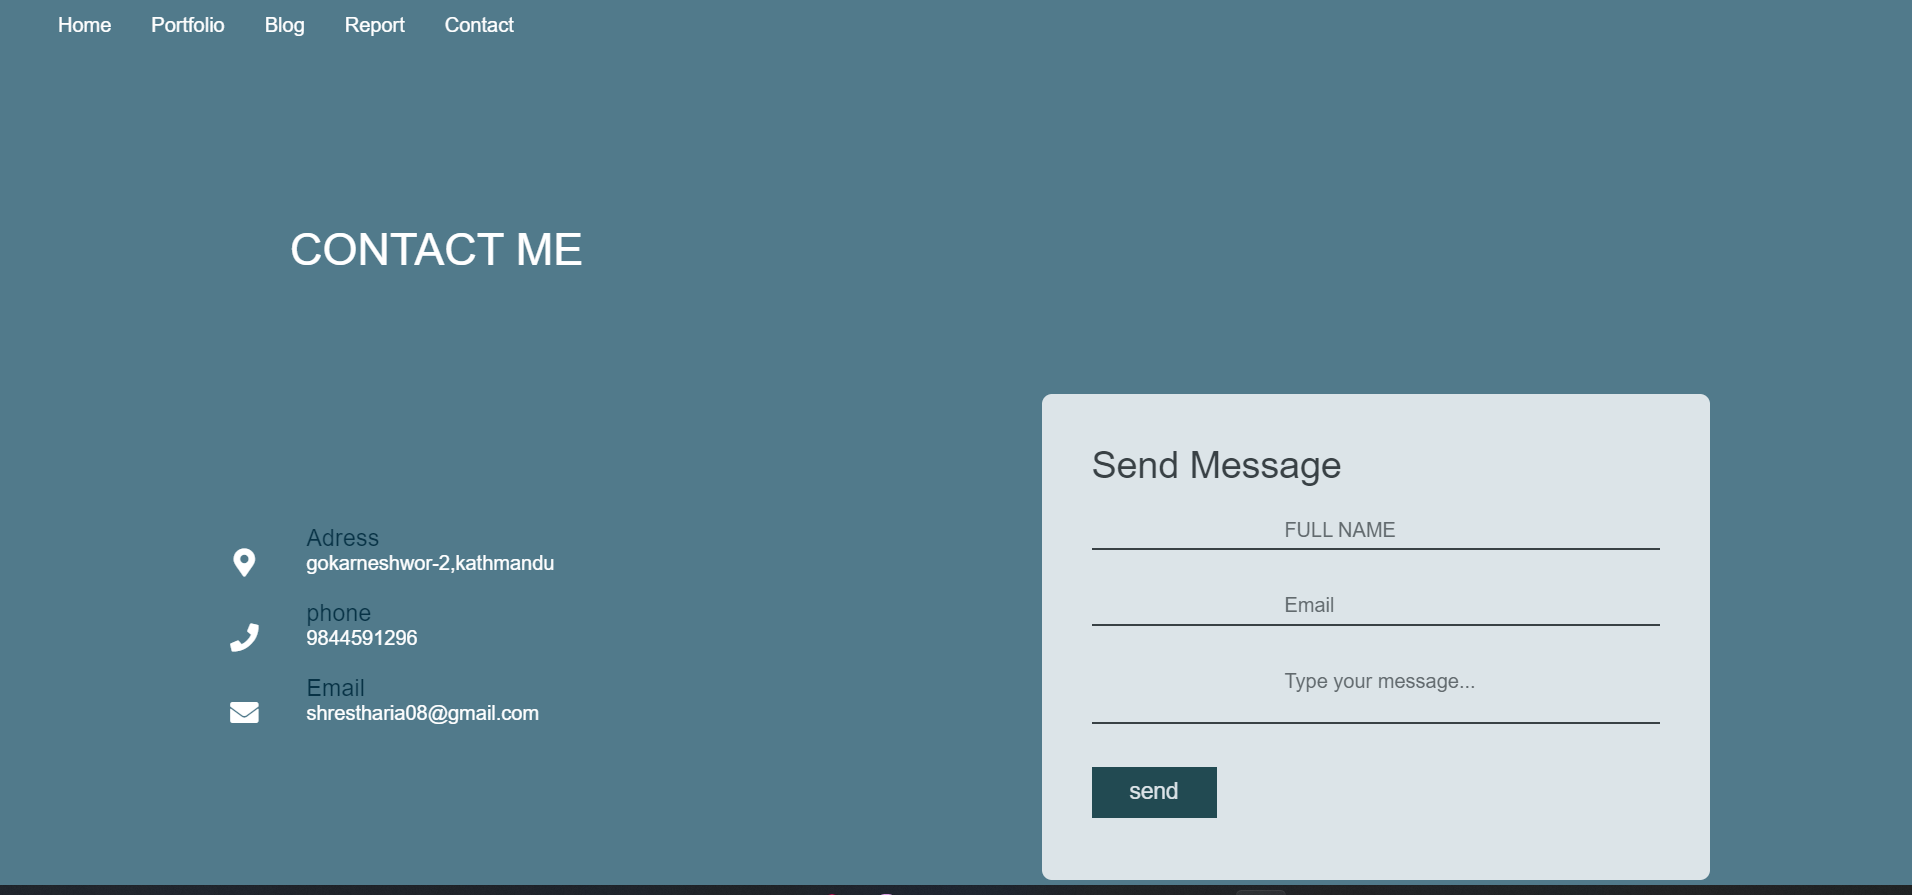 Home Portfolio Blog Report Contact
CONTACT ME
Adress
gokarneshwor-2,kathmandu
phone
9844591296
Email
shrestharia08@gmail.com
Send Message
FULL NAME
Email
Type your message...
send